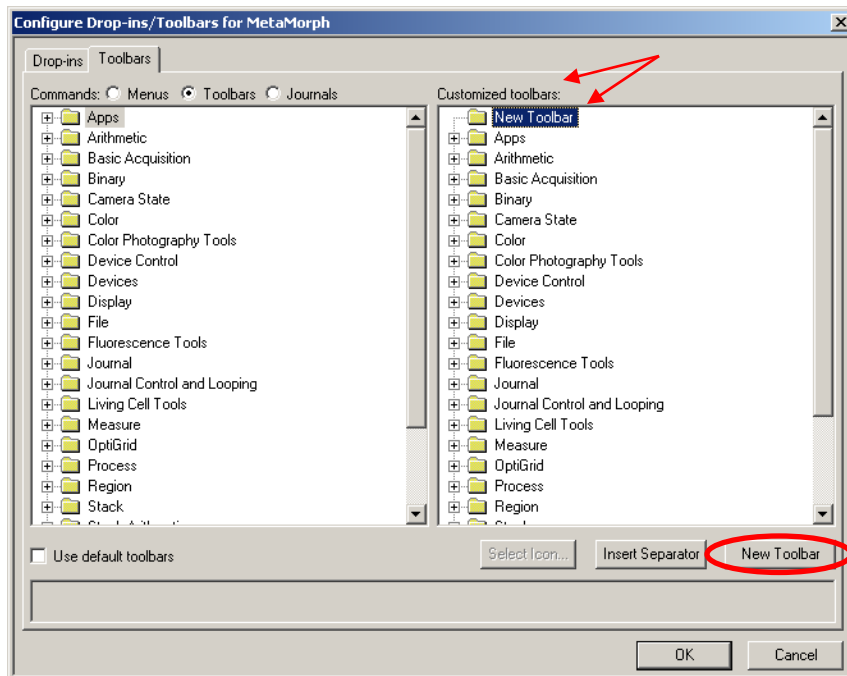 Configure Drop-ins/Toolbars for MetaMorph
Drop-ins
Toolbars
Commands:
Menus
Toolbars
Journals
Apps
Arithmetic
Basic Acquisition
Binary
Camera State
Color
Color Photography Tools
Device Control
Devices
Display
File
Fluorescence Tools
Journal
Journal Control and Looping
Living Cell Tools
Measure
OptiGrid
Process
Region
Stack
Customized toolbars:
New Toolbar
Apps
Arithmetic
Basic Acquisition
Binary
Camera State
Color
Color Photography Tools
Device Control
Devices
Display
File
Fluorescence Tools
Journal
Journal Control and Looping
Living Cell Tools
Measure
OptiGrid
Process
Region
Use default toolbars
Select Icon...
Insert Separator
New Toolbar
OK
Cancel